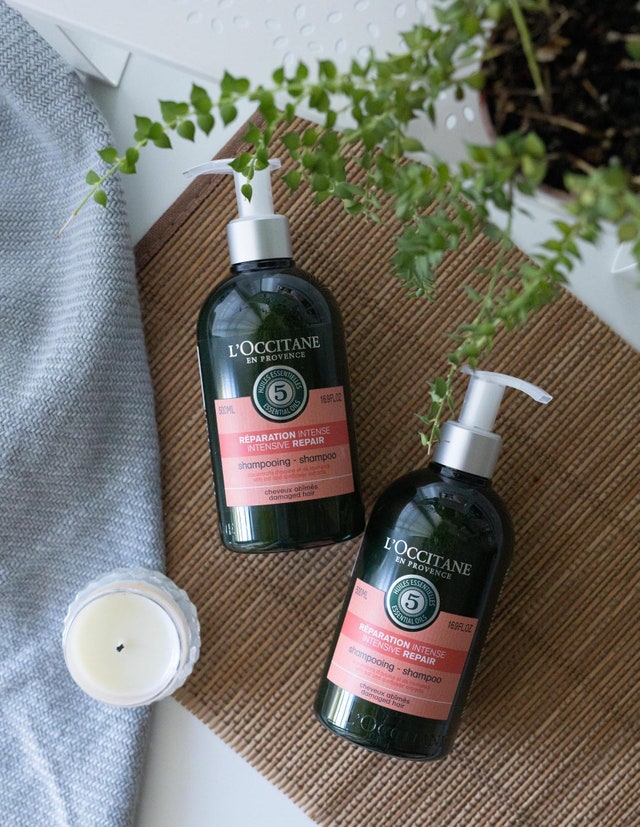 L'OCCITANE
EN PROVENCE
HUILES ESSENTIELLES
5
ESSENTIAL OILS
500ML
16.9FL.OZ
RÉPARATION INTENSE
INTENSIVE REPAIR
shampooing - shampoo
cheveux abîmés
damaged hair
L'OCCITANE
EN PROVENCE
HUILES ESSENTIELLES
5
ESSENTIAL OILS
500ML
16.9FL.OZ
RÉPARATION INTENSE
INTENSIVE REPAIR
shampooing - shampoo
cheveux abîmés
damaged hair
L'OCCITANE